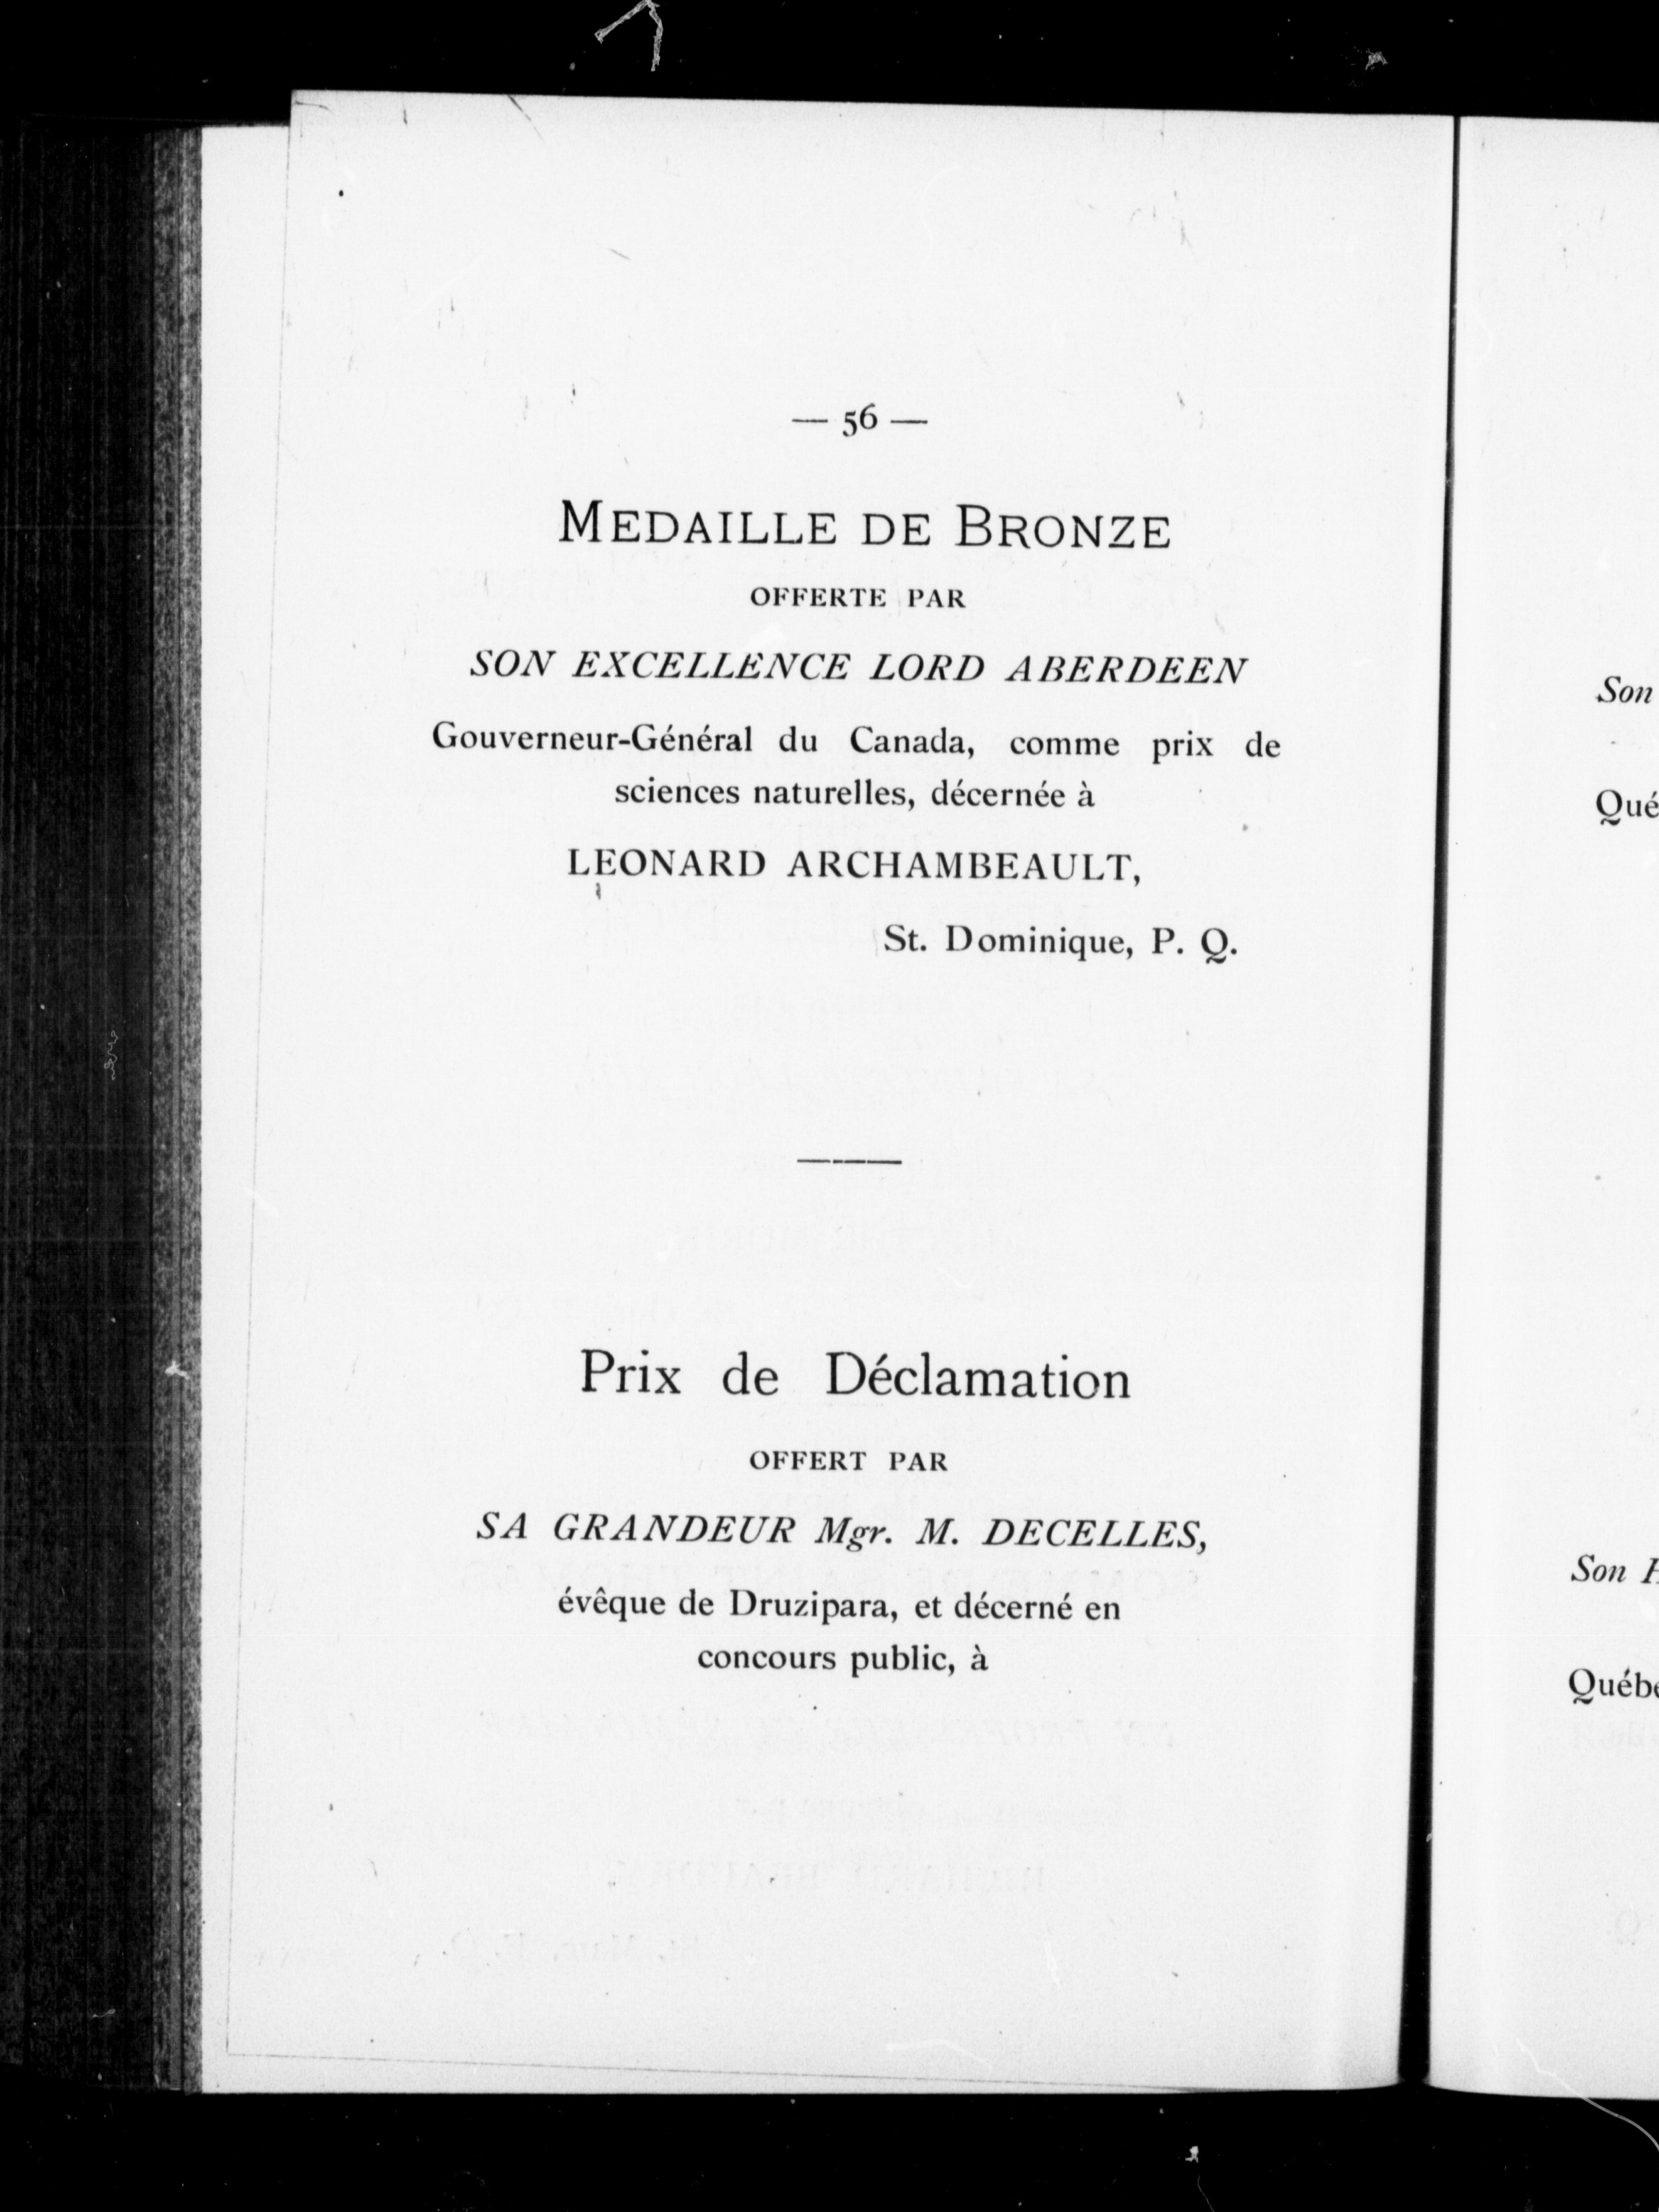 — 56 —
MEDAILLE DE BRONZE
OFFERTE PAR
SON EXCELLENCE LORD ABERDEEN
Gouverneur-Général du Canada, comme prix de
sciences naturelles, décernée à
LEONARD ARCHAMBEAULT,
St. Dominique, P. Q.
Prix de Déclamation
OFFERT PAR
SA GRANDEUR Mgr. M. DECELLES,
évêque de Druzipara, et décerné en
concours public, à
Son
Qué
Son
Québe